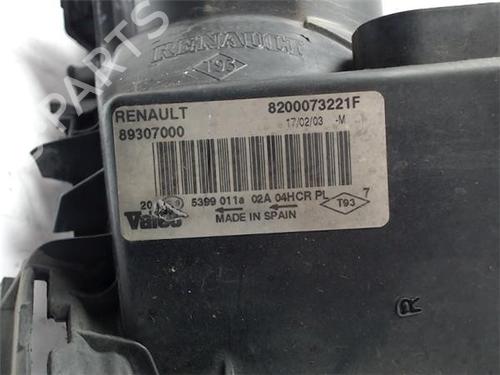 PARTS
RENAULT
T93
RENAULT 8200073221F
89307000 17/02/03 -M
20 5399 011a 02A 04HCR PL T93 7
Valeo MADE IN SPAIN
R